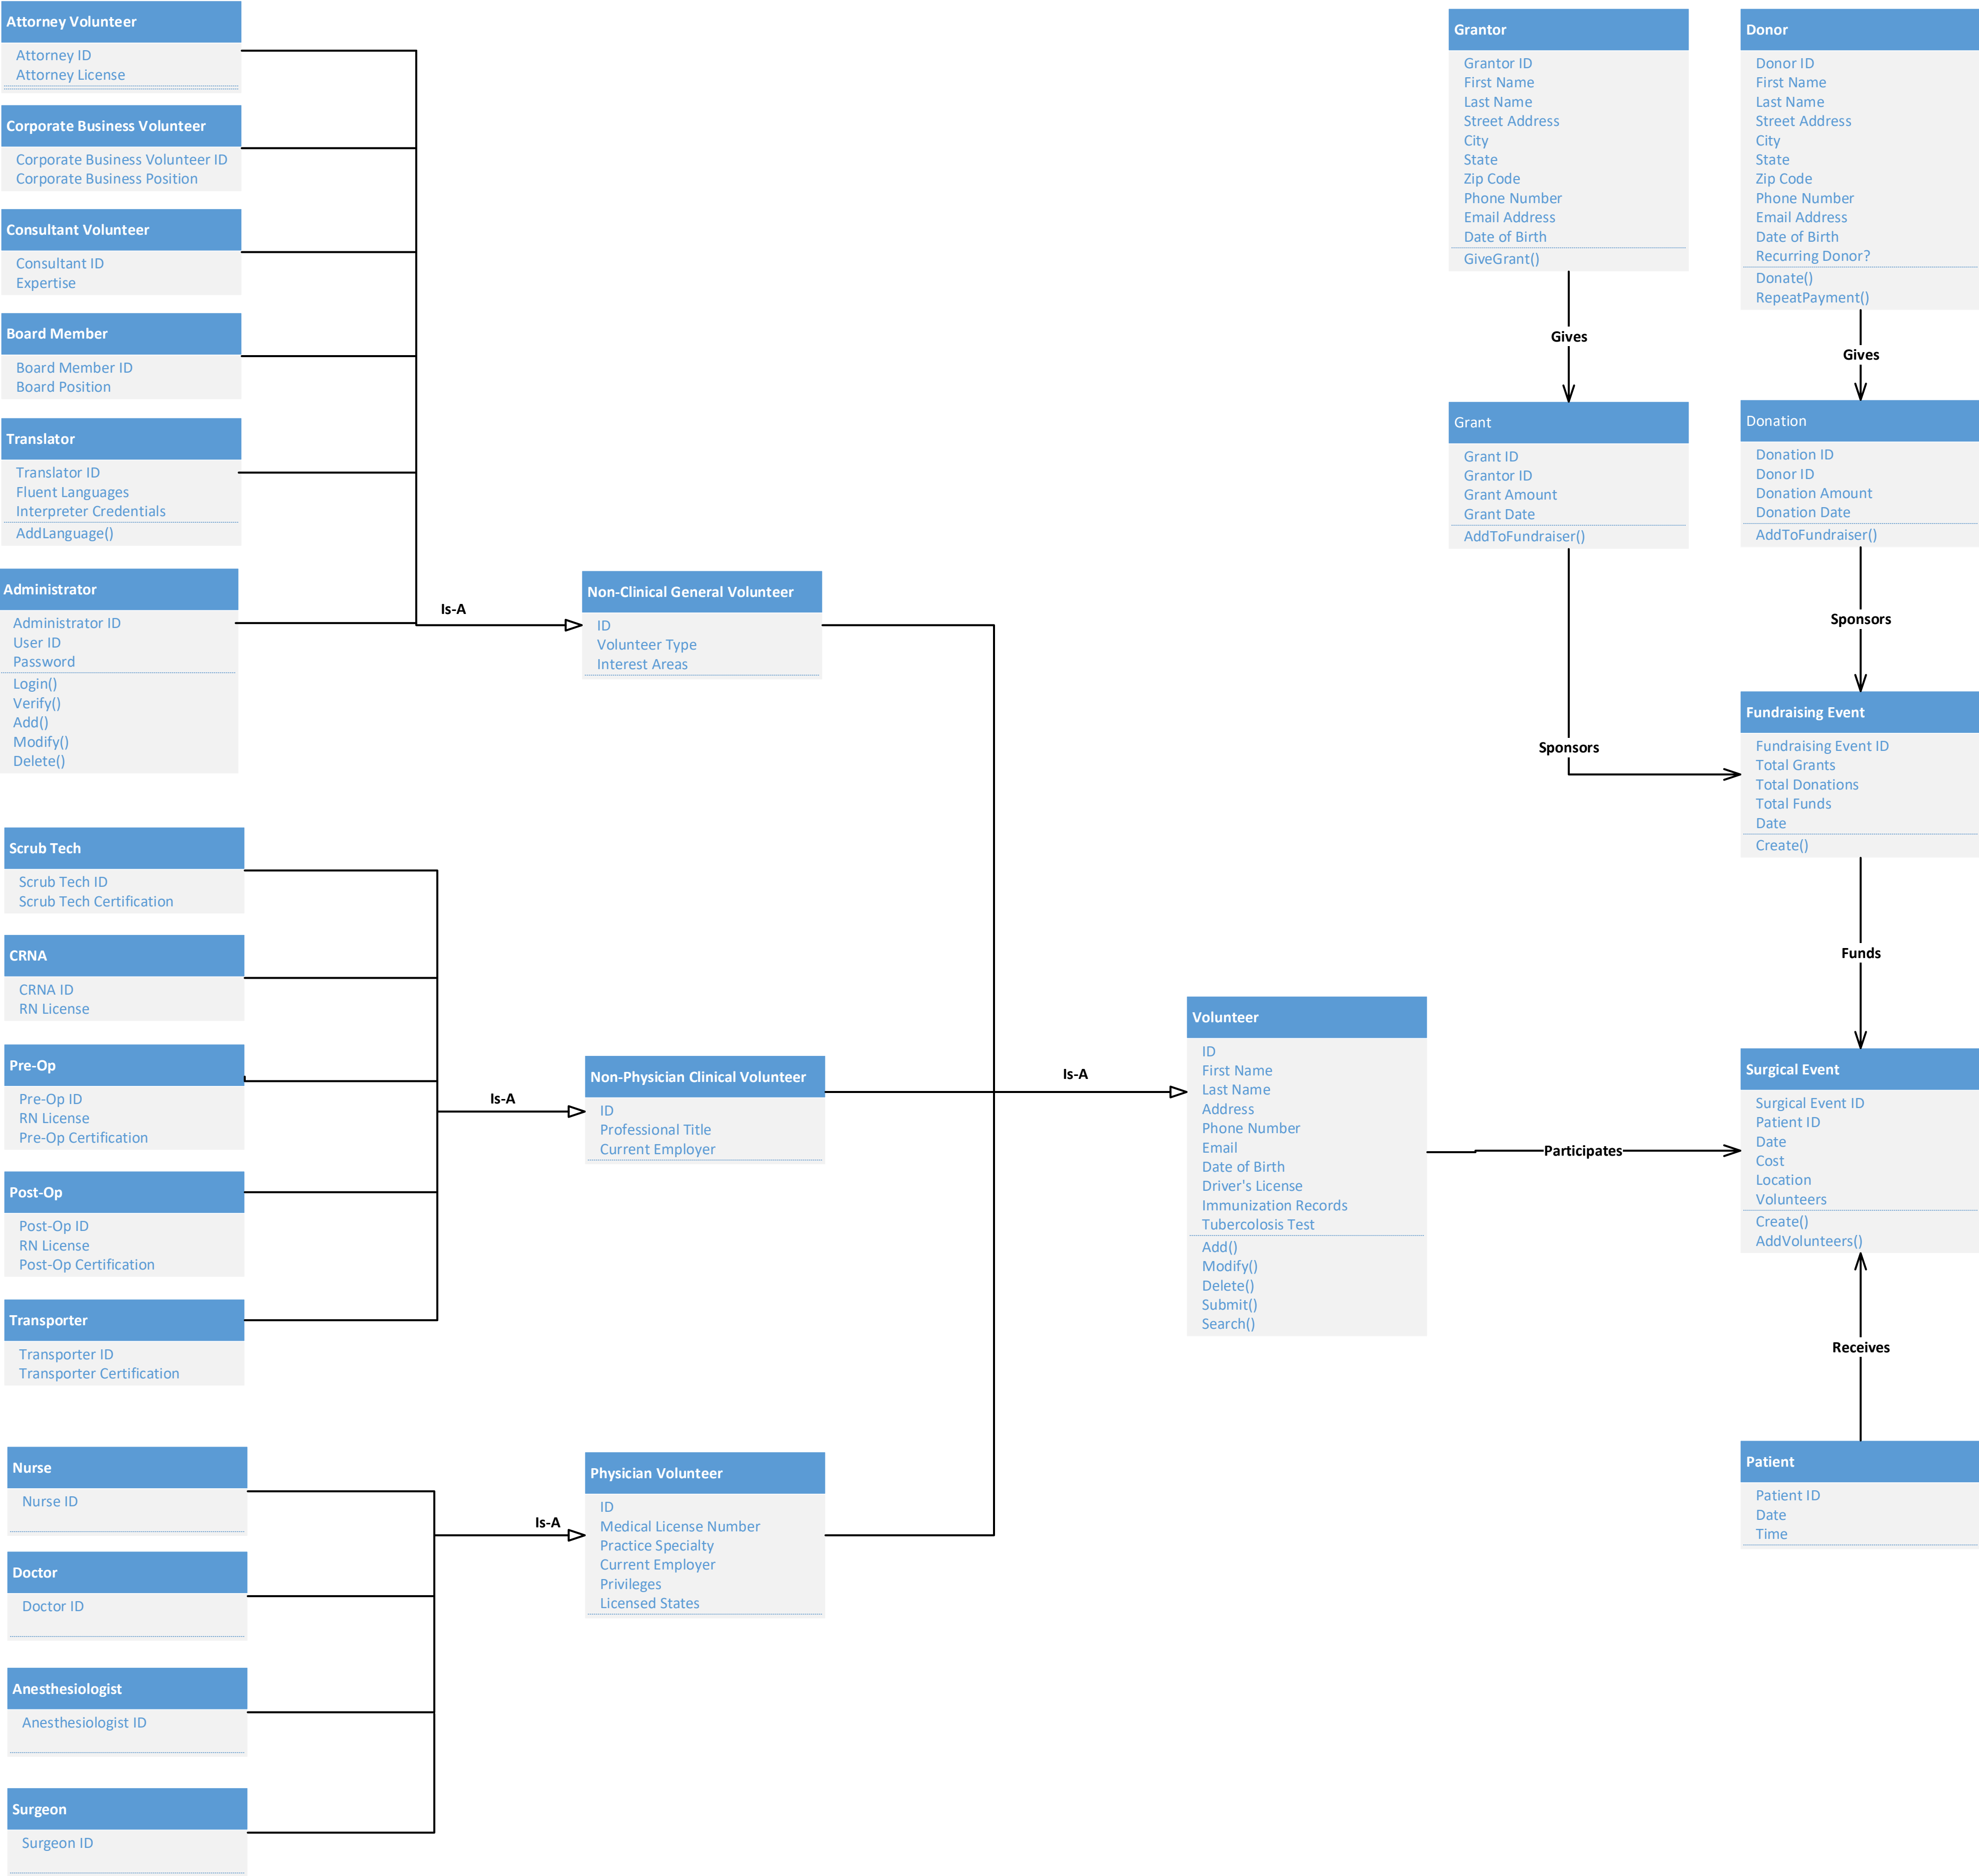 Attorney Volunteer
Attorney ID
Attorney License
Corporate Business Volunteer
Corporate Business Volunteer ID
Corporate Business Position
Consultant Volunteer
Consultant ID
Expertise
Board Member
Board Member ID
Board Position
Translator
Translator ID
Fluent Languages
Interpreter Credentials
AddLanguage()
Administrator
Administrator ID
User ID
Password
Login()
Verify()
Add()
Modify()
Delete()
Is-A
Non-Clinical General Volunteer
ID
Volunteer Type
Interest Areas
Scrub Tech
Scrub Tech ID
Scrub Tech Certification
CRNA
CRNA ID
RN License
Pre-Op
Pre-Op ID
RN License
Pre-Op Certification
Post-Op
Post-Op ID
RN License
Post-Op Certification
Transporter
Transporter ID
Transporter Certification
Is-A
Non-Physician Clinical Volunteer
ID
Professional Title
Current Employer
Nurse
Nurse ID
Doctor
Doctor ID
Anesthesiologist
Anesthesiologist ID
Surgeon
Surgeon ID
Is-A
Physician Volunteer
ID
Medical License Number
Practice Specialty
Current Employer
Privileges
Licensed States
Is-A
Volunteer
ID
First Name
Last Name
Address
Phone Number
Email
Date of Birth
Driver's License
Immunization Records
Tubercolosis Test
Add()
Modify()
Delete()
Submit()
Search()
Participates
Grantor
Grantor ID
First Name
Last Name
Street Address
City
State
Zip Code
Phone Number
Email Address
Date of Birth
GiveGrant()
Gives
Grant
Grant ID
Grantor ID
Grant Amount
Grant Date
AddToFundraiser()
Sponsors
Donor
Donor ID
First Name
Last Name
Street Address
City
State
Zip Code
Phone Number
Email Address
Date of Birth
Recurring Donor?
Donate()
RepeatPayment()
Gives
Donation
Donation ID
Donor ID
Donation Amount
Donation Date
AddToFundraiser()
Sponsors
Fundraising Event
Fundraising Event ID
Total Grants
Total Donations
Total Funds
Date
Create()
Funds
Surgical Event
Surgical Event ID
Patient ID
Date
Cost
Location
Volunteers
Create()
AddVolunteers()
Receives
Patient
Patient ID
Date
Time